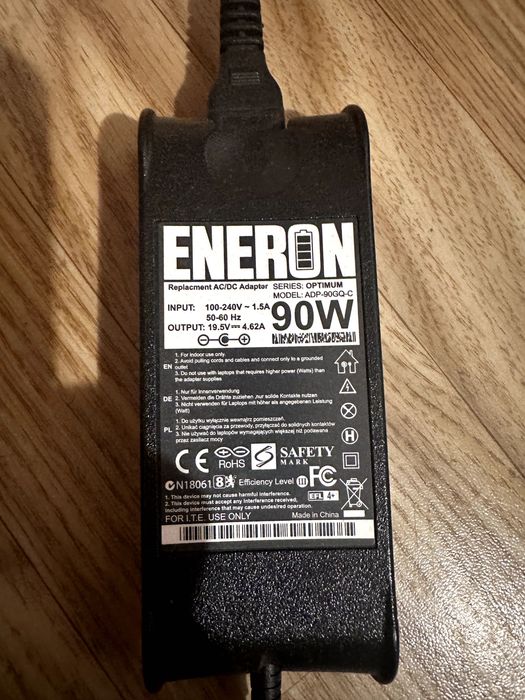 ENERON
Replacment AC/DC Adapter
SERIES: OPTIMUM
MODEL: ADP-90GQ-C
INPUT: 100-240V ~ 1.5A
50-60 Hz
OUTPUT: 19.5V 4.62A
90W
EN
1. For indoor use only.
2. Avoid pulling cords and cables and connect only to a grounded
outlet
3. Do not use with laptops that requires higher power (Watts) than
the adapter supplies
DE
1. Nur für Innenverwendung
2. Vermeiden die Drähte zuziehen ,nur solide Kontakte nutzen
3. Nicht verwenden für Laptops mit höher als angegebenen Leistung
(Watt)
PL
1. Do użytku wyłącznie wewnątrz pomieszczeń.
2. Unikać ciągnięcia za przewody, przyłączać do solidnych kontaktów
3. Nie używać do laptopów wymagających większej niż podawana
przez zasilacz mocy
CE RoHS S SAFETY
MARK
H
N18061 8 Efficiency Level III FC
EFL 4+
1. This device may not cause harmful interference.
2. This device must accept any Interference received,
including interference that may cause undesired operation.
FOR I.T.E. USE ONLY
Made in China